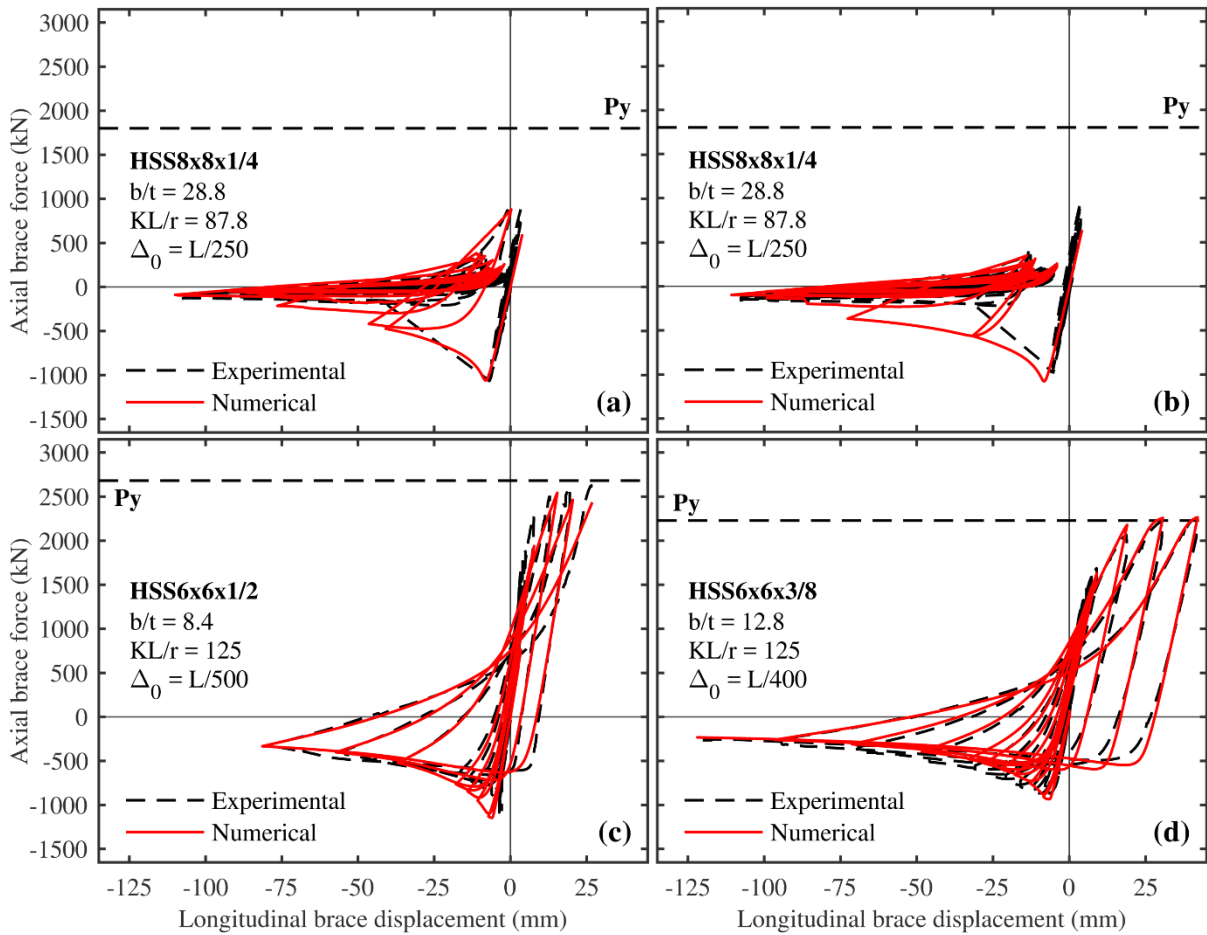 3000
2500
2000
1500
1000
500
0
-500
-1000
-1500
Axial brace force (kN)
Py
HSS8x8x1/4
b/t = 28.8
KL/r = 87.8
Δ₀ = L/250
Experimental
Numerical
(a)
Py
HSS8x8x1/4
b/t = 28.8
KL/r = 87.8
Δ₀ = L/250
Experimental
Numerical
(b)
3000
2500
2000
1500
1000
500
0
-500
-1000
-1500
Axial brace force (kN)
Py
HSS6x6x1/2
b/t = 8.4
KL/r = 125
Δ₀ = L/500
Experimental
Numerical
(c)
-125 -100 -75 -50 -25 0 25
Longitudinal brace displacement (mm)
Py
HSS6x6x3/8
b/t = 12.8
KL/r = 125
Δ₀ = L/400
Experimental
Numerical
(d)
-125 -100 -75 -50 -25 0 25
Longitudinal brace displacement (mm)